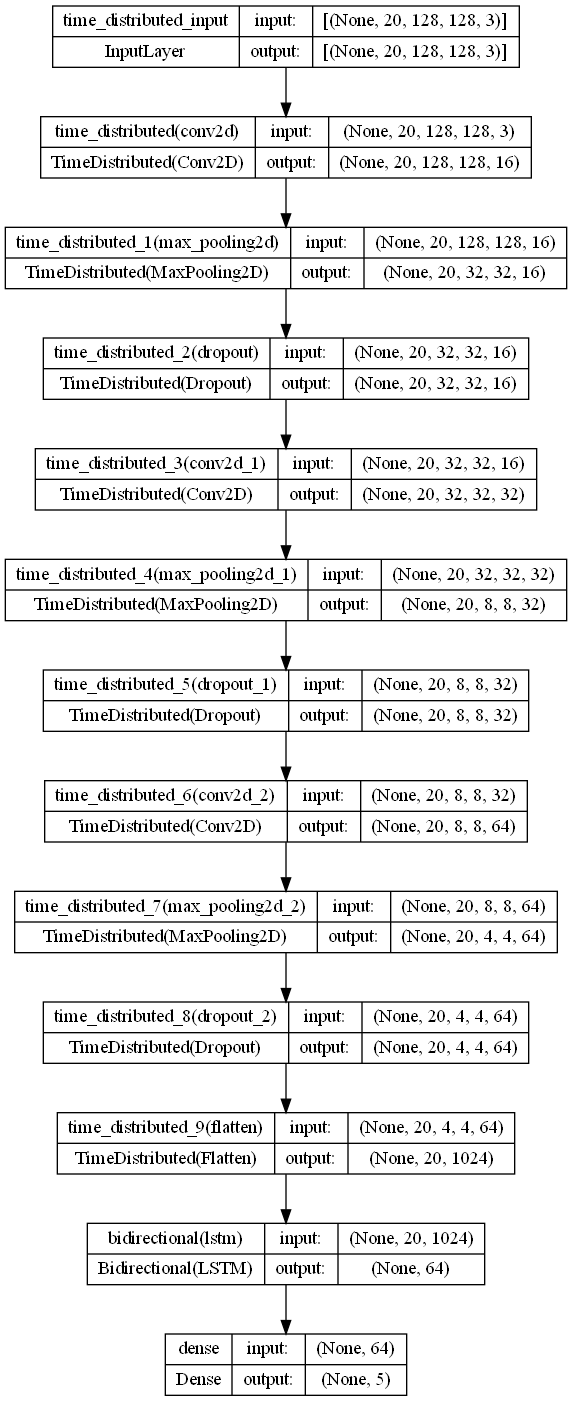 time_distributed_input input: [(None, 20, 128, 128, 3)]
InputLayer output: [(None, 20, 128, 128, 3)]
time_distributed(conv2d) input: (None, 20, 128, 128, 3)
TimeDistributed(Conv2D) output: (None, 20, 128, 128, 16)
time_distributed_1(max_pooling2d) input: (None, 20, 128, 128, 16)
TimeDistributed(MaxPooling2D) output: (None, 20, 32, 32, 16)
time_distributed_2(dropout) input: (None, 20, 32, 32, 16)
TimeDistributed(Dropout) output: (None, 20, 32, 32, 16)
time_distributed_3(conv2d_1) input: (None, 20, 32, 32, 16)
TimeDistributed(Conv2D) output: (None, 20, 32, 32, 32)
time_distributed_4(max_pooling2d_1) input: (None, 20, 32, 32, 32)
TimeDistributed(MaxPooling2D) output: (None, 20, 8, 8, 32)
time_distributed_5(dropout_1) input: (None, 20, 8, 8, 32)
TimeDistributed(Dropout) output: (None, 20, 8, 8, 32)
time_distributed_6(conv2d_2) input: (None, 20, 8, 8, 32)
TimeDistributed(Conv2D) output: (None, 20, 8, 8, 64)
time_distributed_7(max_pooling2d_2) input: (None, 20, 8, 8, 64)
TimeDistributed(MaxPooling2D) output: (None, 20, 4, 4, 64)
time_distributed_8(dropout_2) input: (None, 20, 4, 4, 64)
TimeDistributed(Dropout) output: (None, 20, 4, 4, 64)
time_distributed_9(flatten) input: (None, 20, 4, 4, 64)
TimeDistributed(Flatten) output: (None, 20, 1024)
bidirectional(lstm) input: (None, 20, 1024)
Bidirectional(LSTM) output: (None, 64)
dense input: (None, 64)
Dense output: (None, 5)